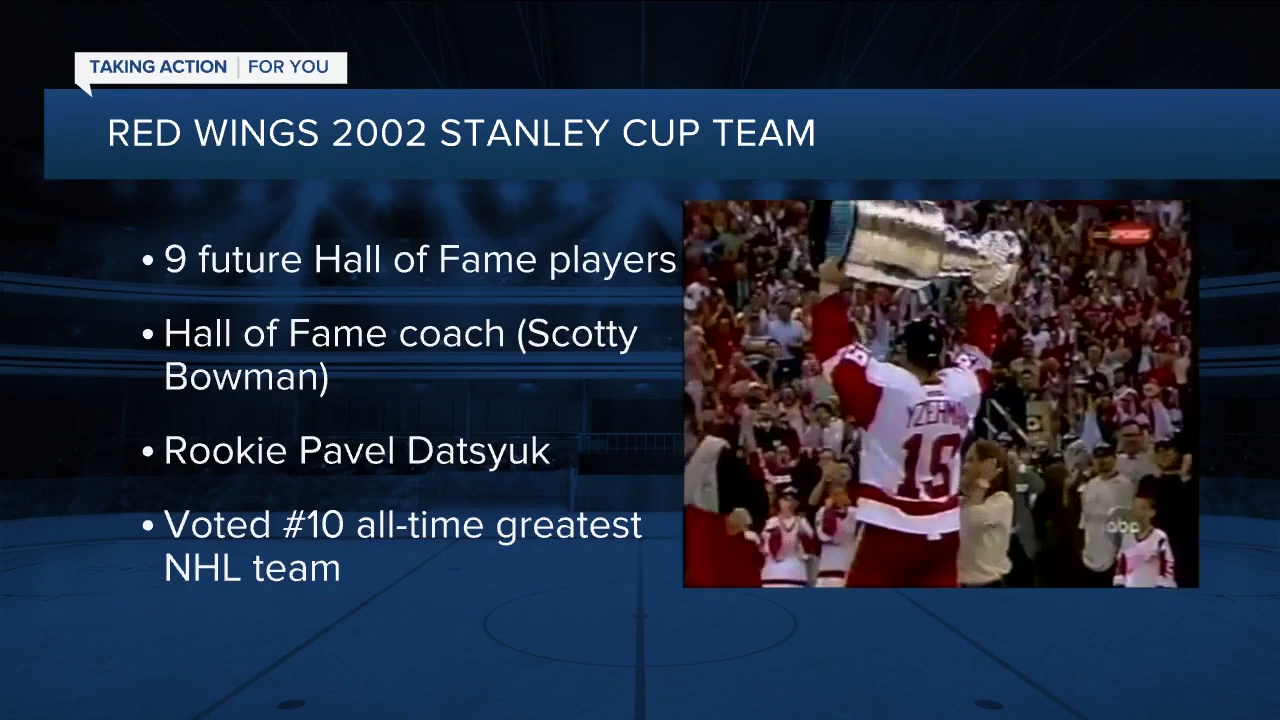 TAKING ACTION | FOR YOU
RED WINGS 2002 STANLEY CUP TEAM
• 9 future Hall of Fame players
• Hall of Fame coach (Scotty
Bowman)
• Rookie Pavel Datsyuk
• Voted #10 all-time greatest
NHL team
19
abc